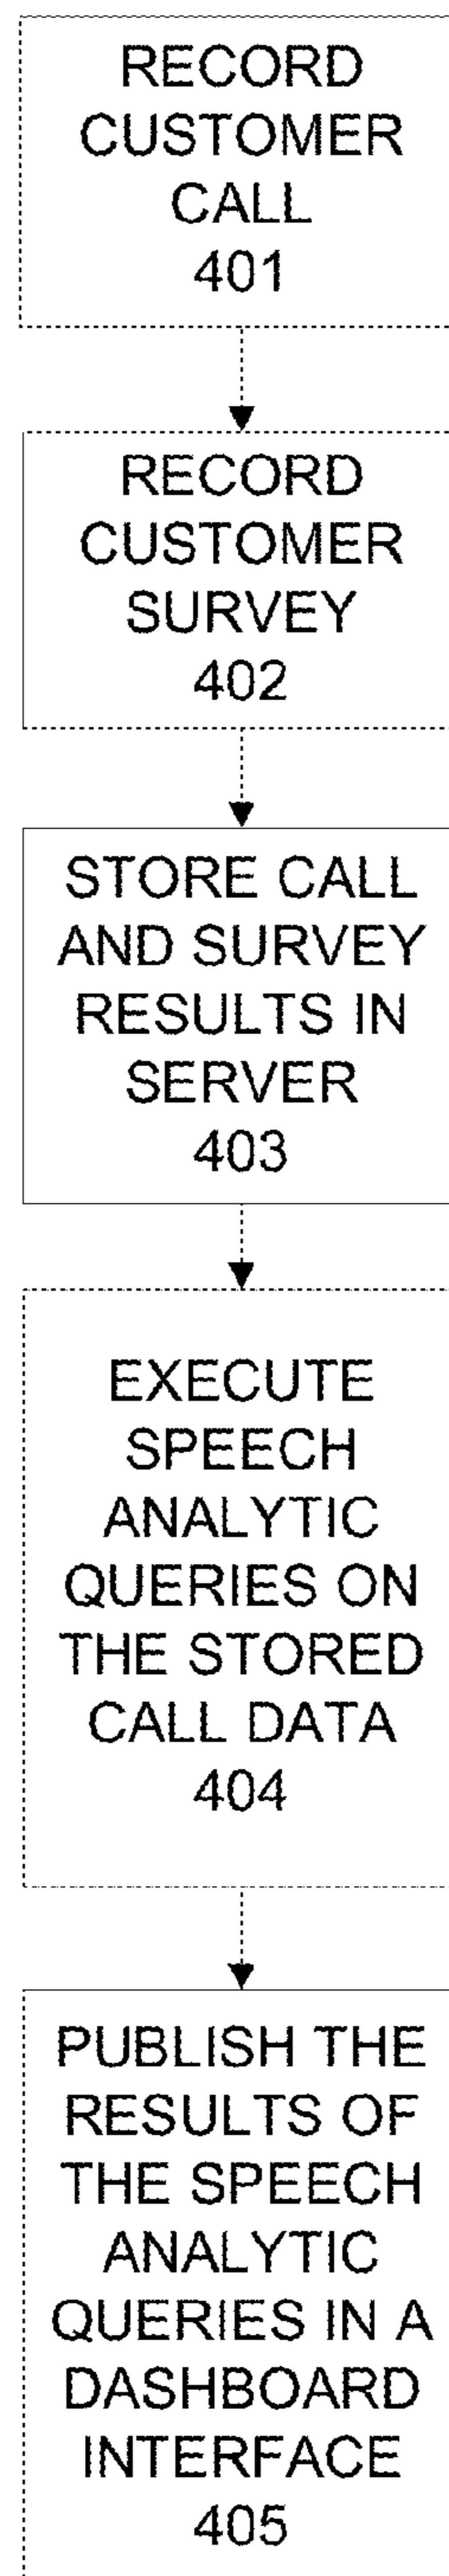 RECORD
CUSTOMER
CALL
401
RECORD
CUSTOMER
SURVEY
402
STORE CALL
AND SURVEY
RESULTS IN
SERVER
403
EXECUTE
SPEECH
ANALYTIC
QUERIES ON
THE STORED
CALL DATA
404
PUBLISH THE
RESULTS OF
THE SPEECH
ANALYTIC
QUERIES IN A
DASHBOARD
INTERFACE
405